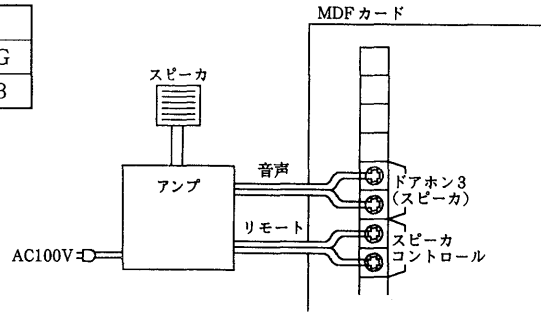 MDFカード
G
3
スピーカ
アンプ
音声
リモート
AC100V
ドアホン3
(スピーカ)
スピーカ
コントロール